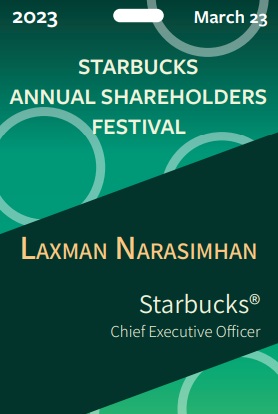 2023 March 23
STARBUCKS
ANNUAL SHAREHOLDERS
FESTIVAL
LAXMAN NARASIMHAN
Starbucks®
Chief Executive Officer